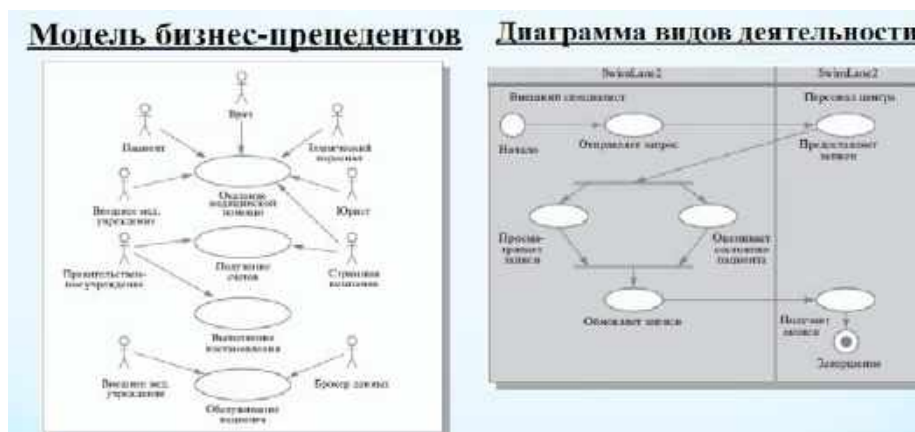 Модель бизнес-прецедентов
Врач
Пациент
Технический
персонал
Оказание
медицинской
помощи
Внешнее мед.
учреждение
Юрист
Получение
счетов
Правительствен-
ное учреждение
Страховая
компания
Выполнение
постановления
Внешнее мед.
учреждение
Брокер данных
Обслуживание
пациента
Диаграмма видов деятельности
SwimLane2
SwimLane2
Внешний специалист
Персонал центра
Начало
Отправляет запрос
Предоставляет
записи
Просма-
тривает
записи
Оценивает
состояние
пациента
Обновляет записи
Получает
записи
Завершение